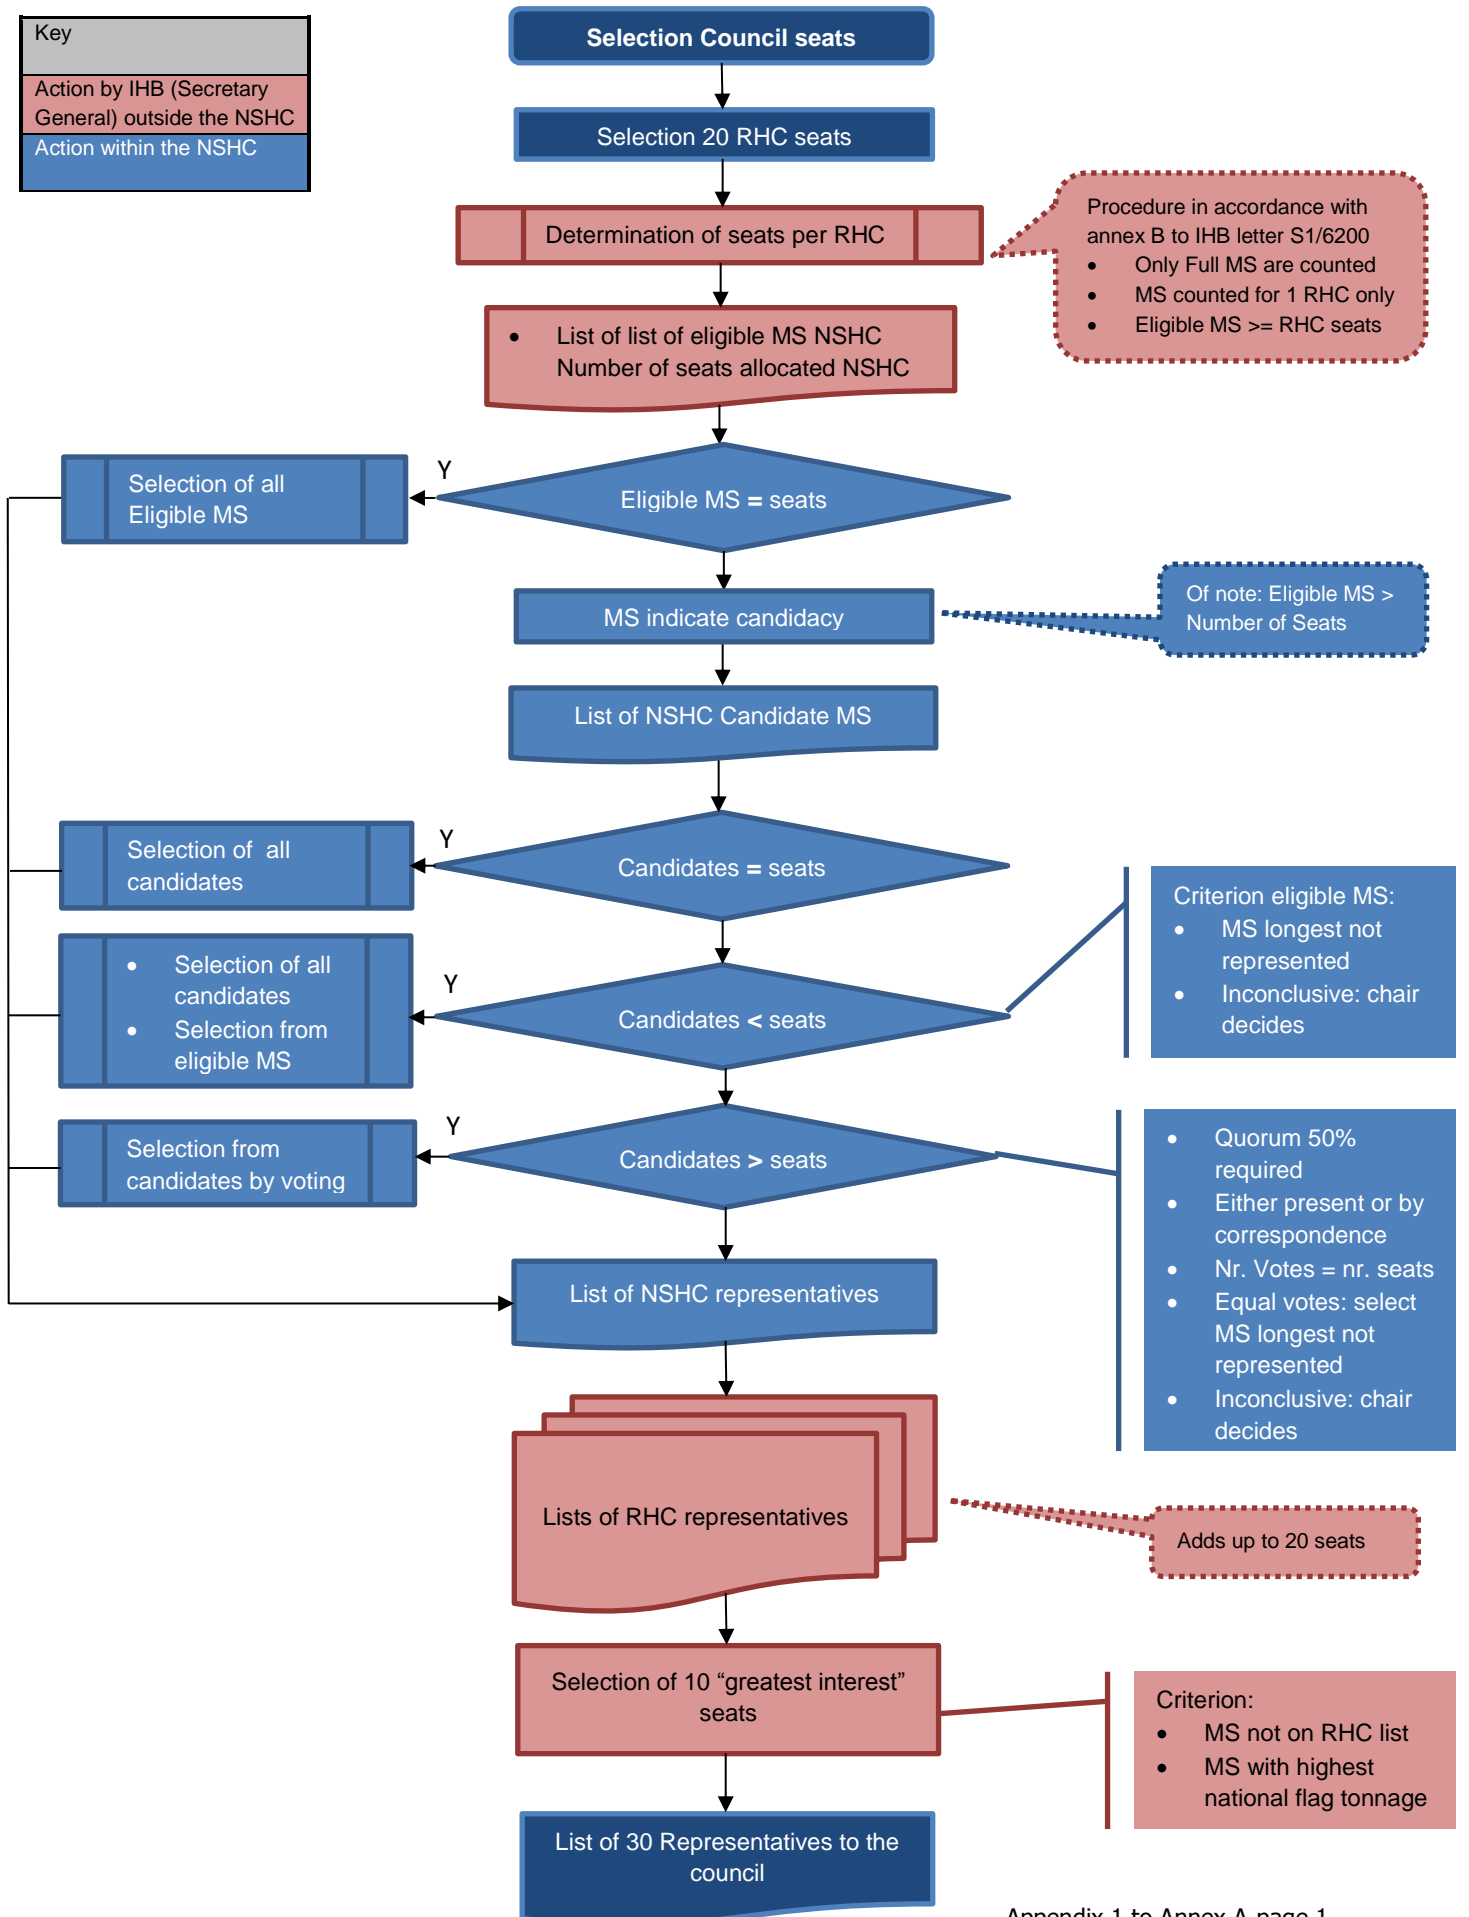 Key
Action by IHB (Secretary
General) outside the NSHC
Action within the NSHC
Selection Council seats
Selection 20 RHC seats
Determination of seats per RHC
Procedure in accordance with
annex B to IHB letter S1/6200
• Only Full MS are counted
• MS counted for 1 RHC only
• Eligible MS >= RHC seats
• List of list of eligible MS NSHC
Number of seats allocated NSHC
Eligible MS = seats
Y
Selection of all
Eligible MS
MS indicate candidacy
Of note: Eligible MS >
Number of Seats
List of NSHC Candidate MS
Candidates = seats
Y
Selection of all
candidates
Criterion eligible MS:
• MS longest not
represented
• Inconclusive: chair
decides
Candidates < seats
Y
• Selection of all
candidates
• Selection from
eligible MS
Candidates > seats
Y
Selection from
candidates by voting
• Quorum 50%
required
• Either present or by
correspondence
• Nr. Votes = nr. seats
• Equal votes: select
MS longest not
represented
• Inconclusive: chair
decides
List of NSHC representatives
Lists of RHC representatives
Adds up to 20 seats
Selection of 10 “greatest interest”
seats
Criterion:
• MS not on RHC list
• MS with highest
national flag tonnage
List of 30 Representatives to the
council
Appendix 1 to Annex A page 1